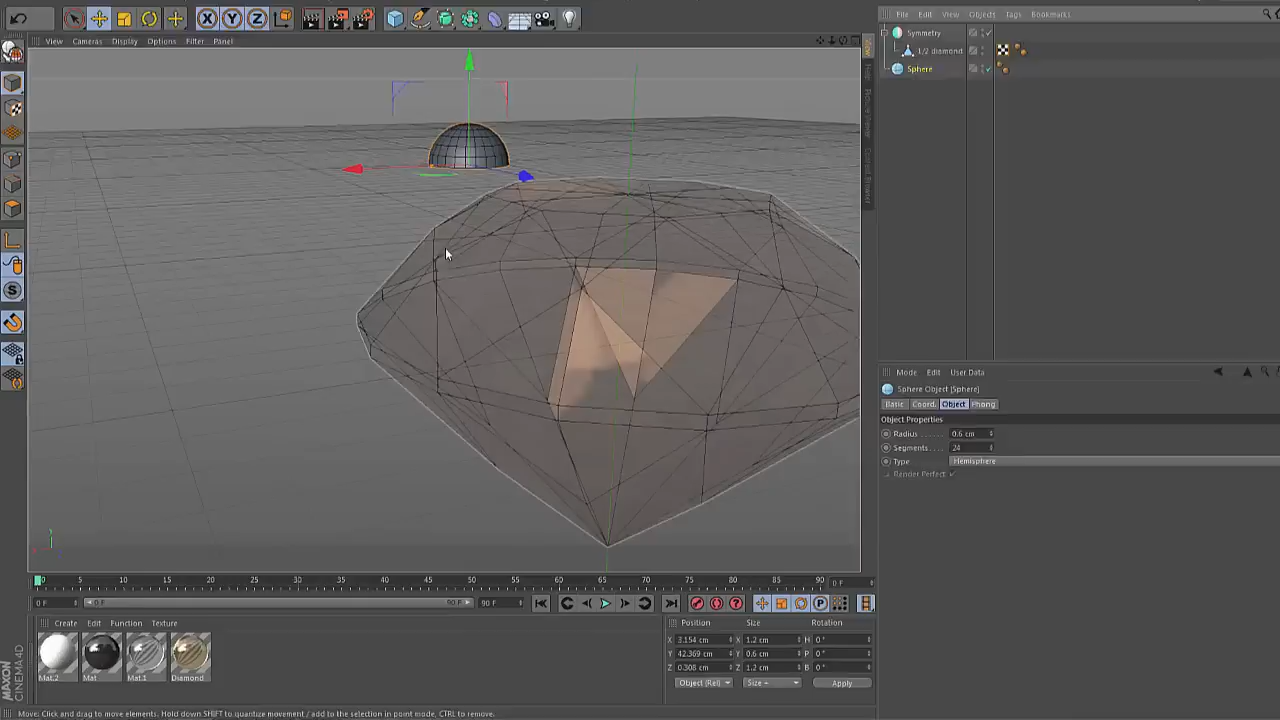 File Edit View Objects Tags Bookmarks
View Cameras Display Options Filter Panel
X Y Z
Symmetry
1/2 diamond
Sphere
Mode Edit User Data
Sphere Object [Sphere]
Basic Coord. Object Phong
Object Properties
Radius 0.6 cm
Segments 24
Type Hemisphere
Render Perfect
0 5 10 15 20 25 30 35 40 45 50 55 60 65 70 75 80 85 90 0 F
0 F 0 F 90 F 90 F
Create Edit Function Texture
Mat.2 Mat Mat.1 Diamond
Position Size Rotation
X 3.154 cm X 1.2 cm H 0°
Y 42.369 cm Y 0.6 cm P 0°
Z 0.308 cm Z 1.2 cm B 0°
Object (Rel) Size Apply
MAXON CINEMA 4D
Move: Click and drag to move elements. Hold down SHIFT to quantize movement / add to the selection in point mode, CTRL to remove.